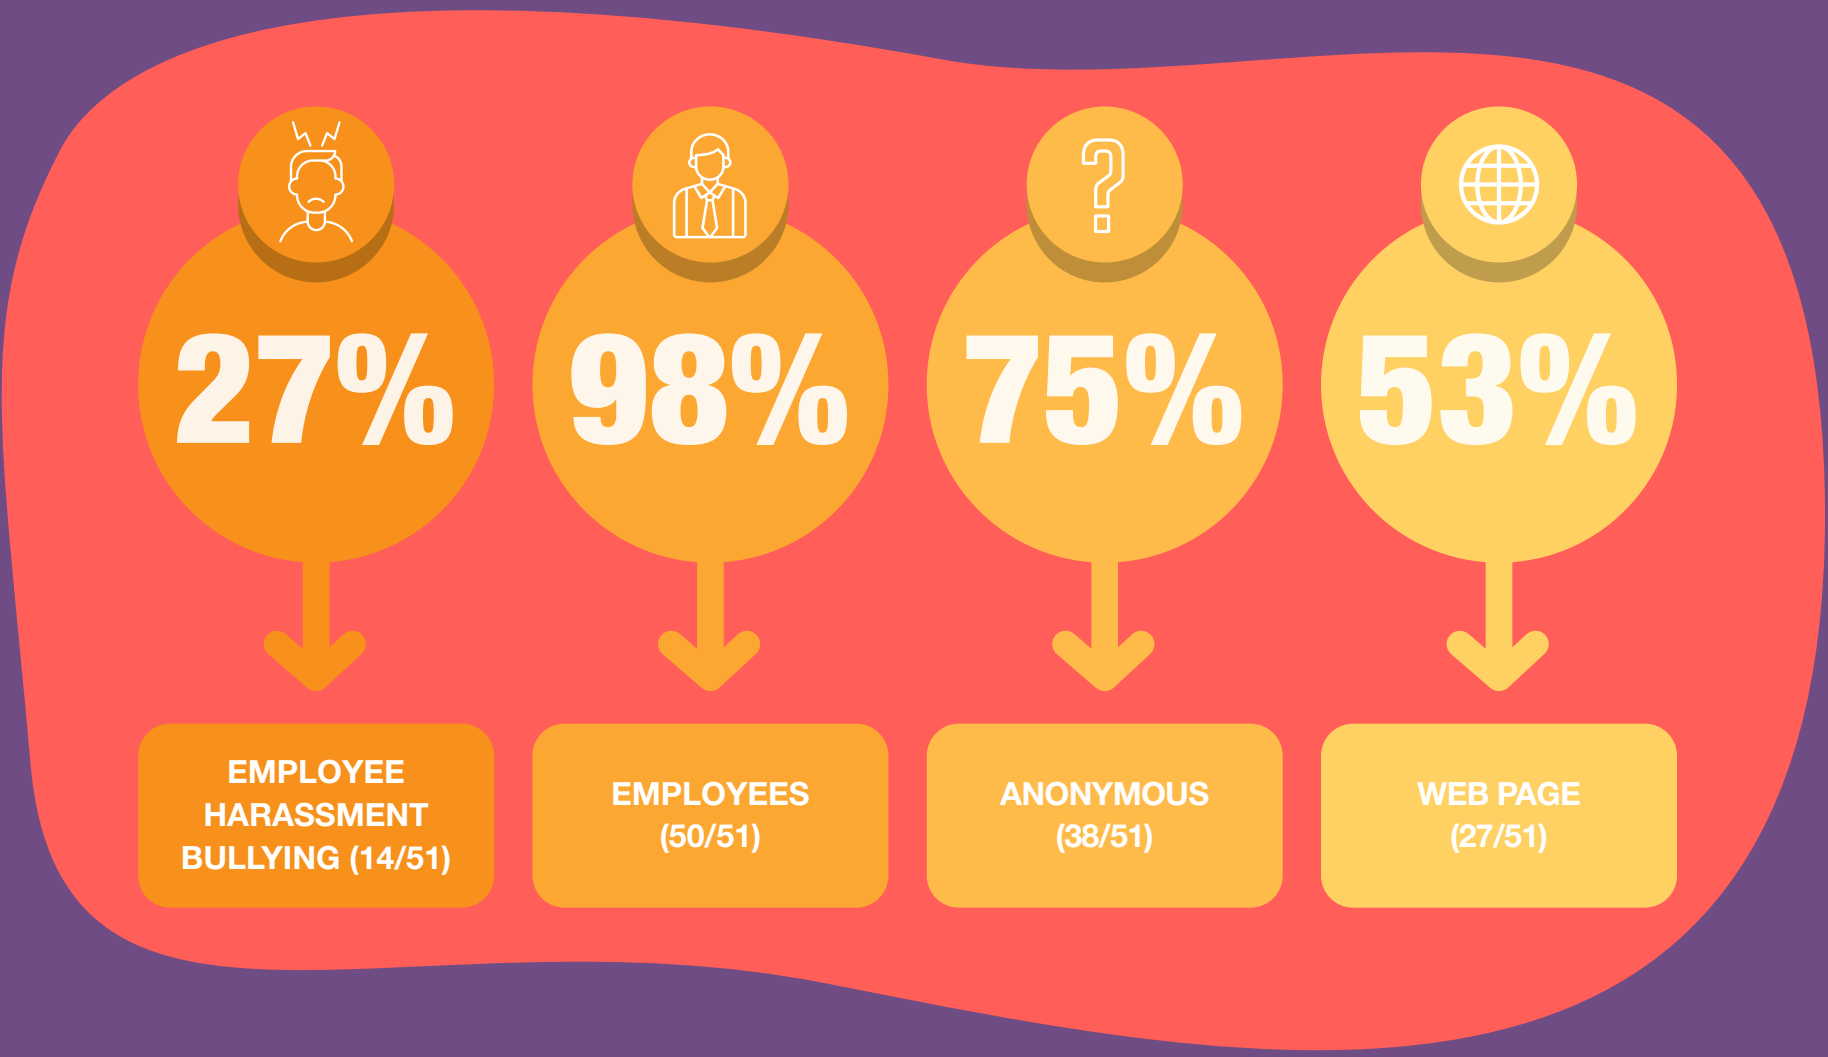 27%
98%
75%
53%
EMPLOYEE
HARASSMENT
BULLYING (14/51)
EMPLOYEES
(50/51)
ANONYMOUS
(38/51)
WEB PAGE
(27/51)